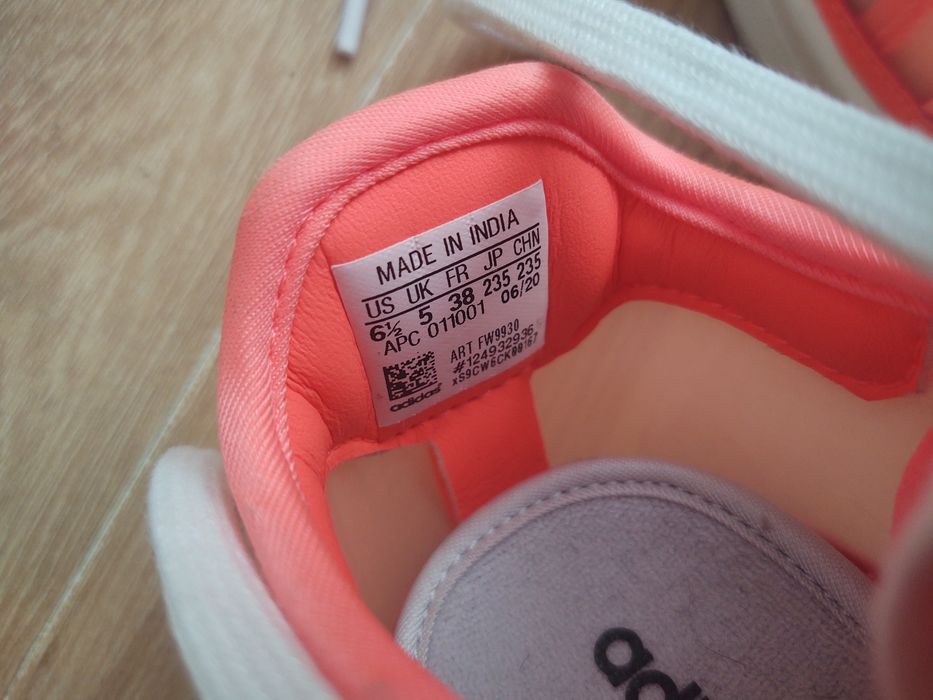 MADE IN INDIA
US UK FR JP CHN
6½ 5 38 235 235
APC 011001 06/20
ART FW9930
#124932936
adidas
ad